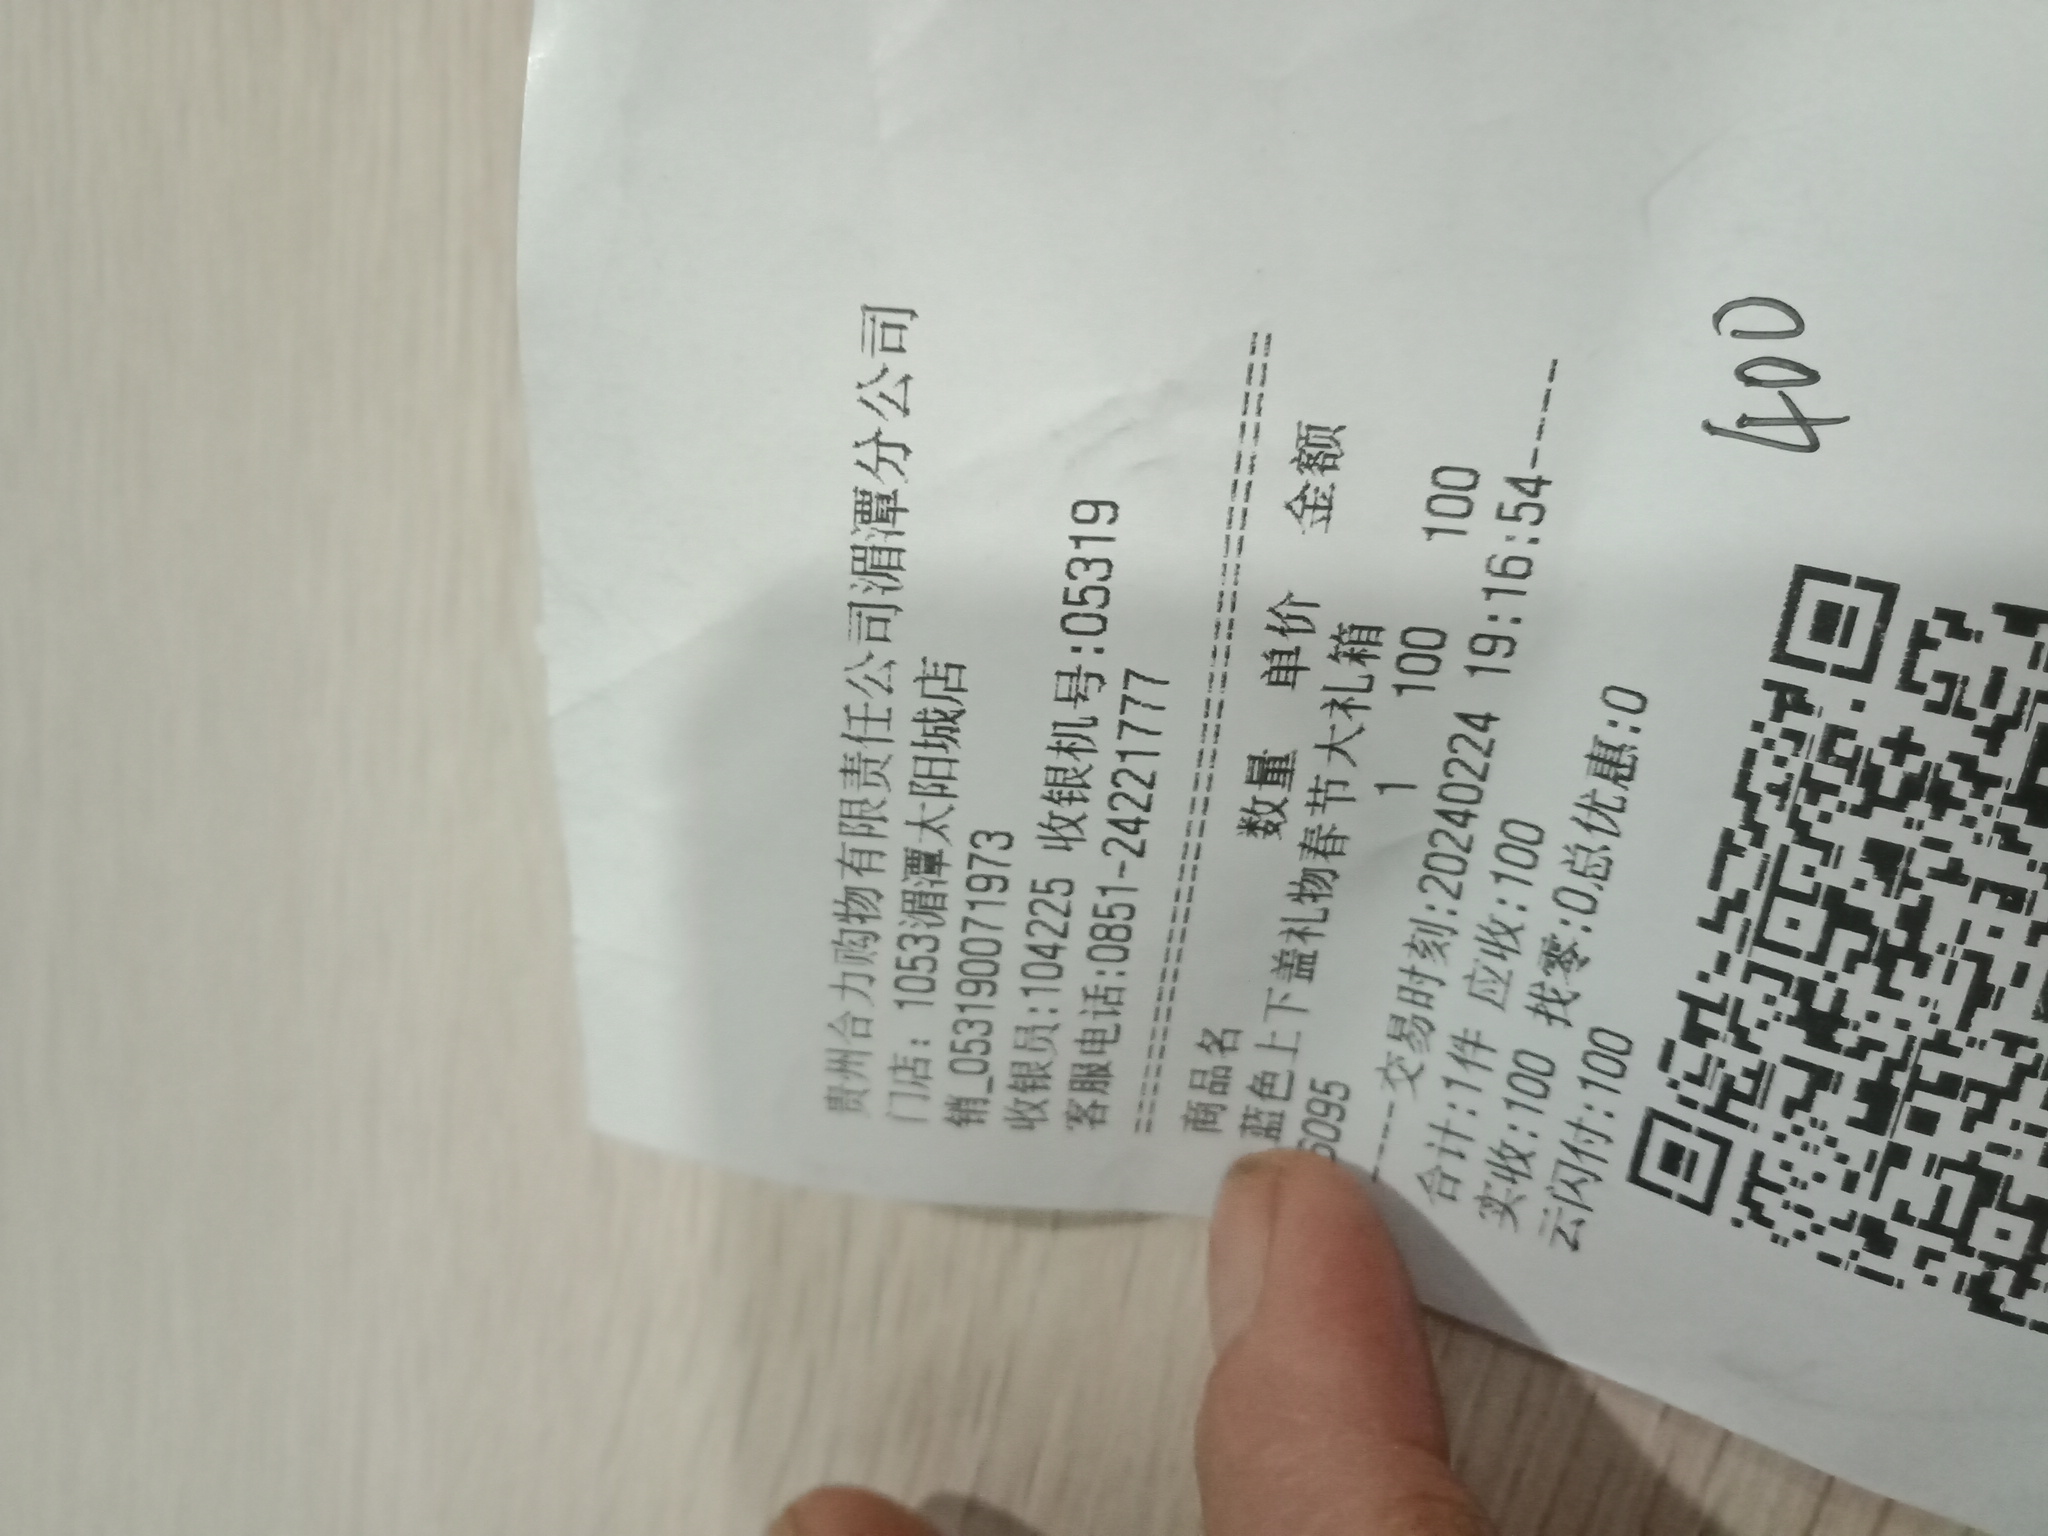 贵州合力购物有限责任公司湄潭分公司
门店: 1053湄潭太阳城店
销_053190071973
收银员:104225 收银机号:05319
客服电话:0851-2421777
==================================
商品名 数量 单价 金额
蓝色上下盖礼物春节大礼箱
6095 1 100 100
----交易时刻:20240224 19:16:54-----
合计:1件 应收:100
实收:100 找零:0总优惠:0
云闪付:100
400